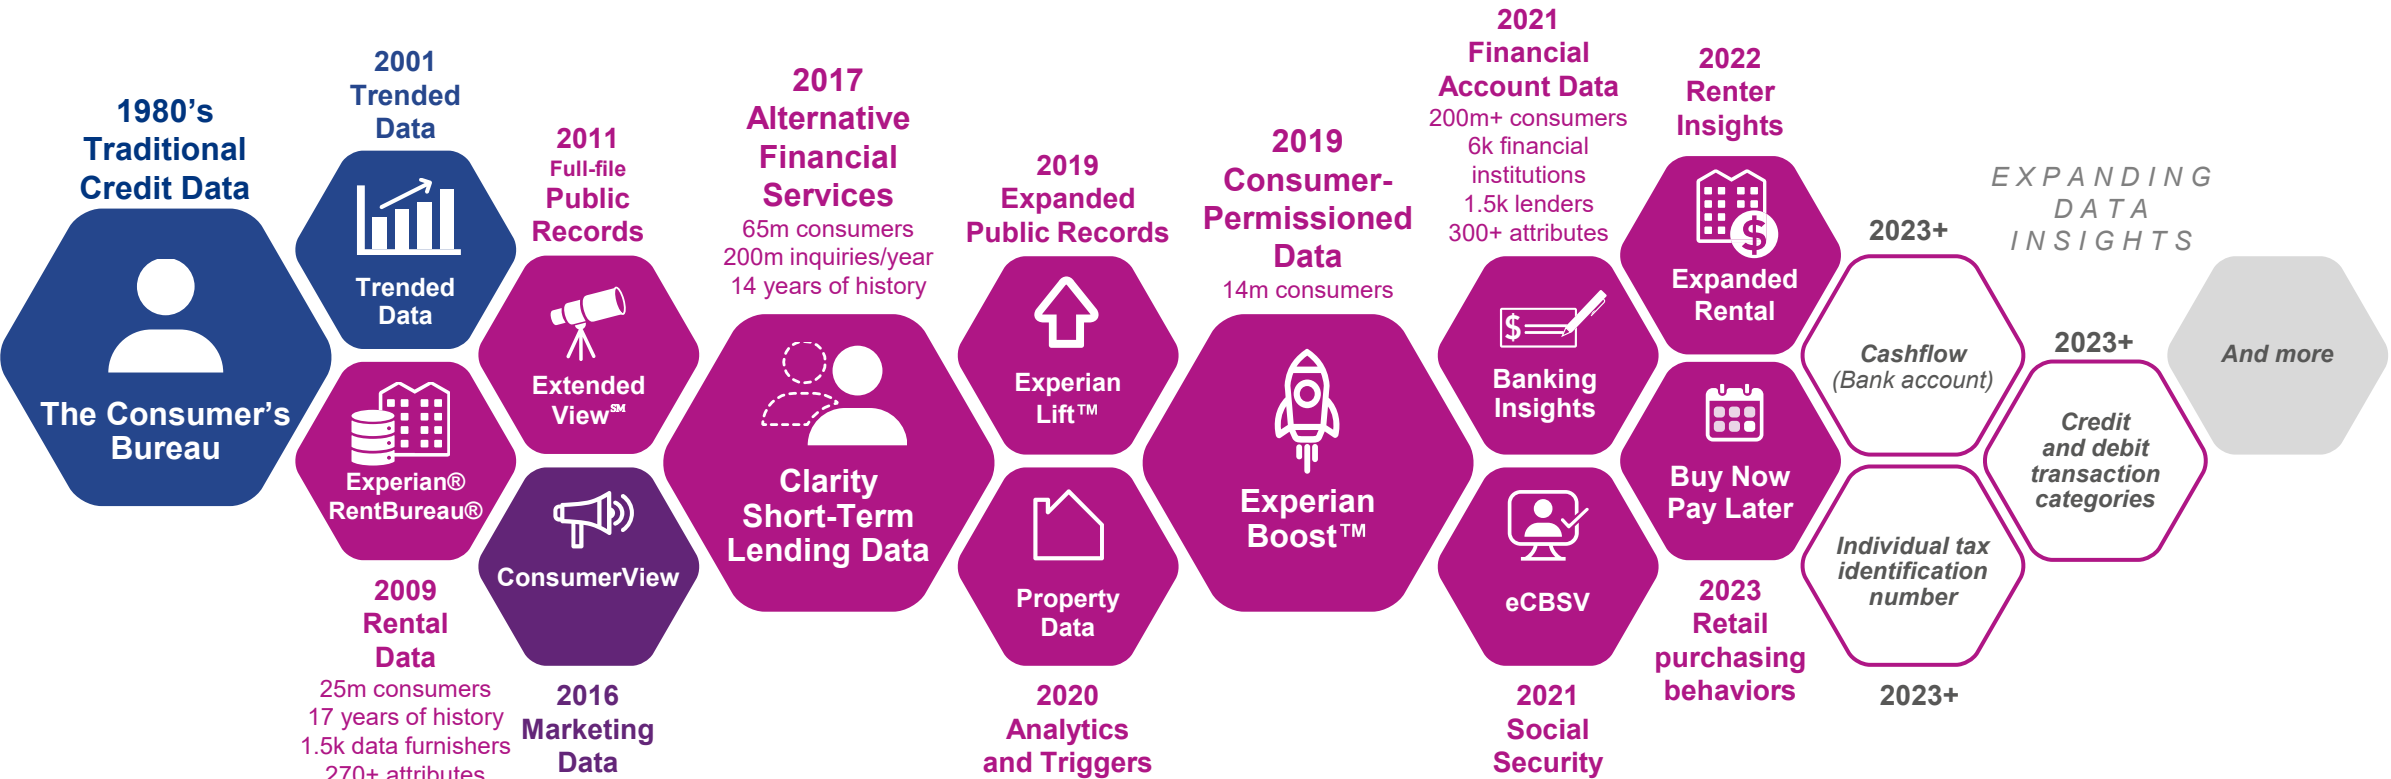 1980's
Traditional
Credit Data
The Consumer's
Bureau
2001
Trended
Data
Trended
Data
Experian®
RentBureau®
2009
Rental
Data
25m consumers
17 years of history
1.5k data furnishers
270+ attributes
2011
Full-file
Public
Records
Extended
View℠
ConsumerView
2016
Marketing
Data
2017
Alternative
Financial
Services
65m consumers
200m inquiries/year
14 years of history
Clarity
Short-Term
Lending Data
2019
Expanded
Public Records
Experian
Lift™
Property
Data
2020
Analytics
and Triggers
2019
Consumer-
Permissioned
Data
14m consumers
Experian
Boost™
2021
Financial
Account Data
200m+ consumers
6k financial
institutions
1.5k lenders
300+ attributes
Banking
Insights
eCBSV
2021
Social
Security
2022
Renter
Insights
Expanded
Rental
Buy Now
Pay Later
2023
Retail
purchasing
behaviors
2023+
Cashflow
(Bank account)
Individual tax
identification
number
2023+
EXPANDING
DATA
INSIGHTS
2023+
Credit
and debit
transaction
categories
And more